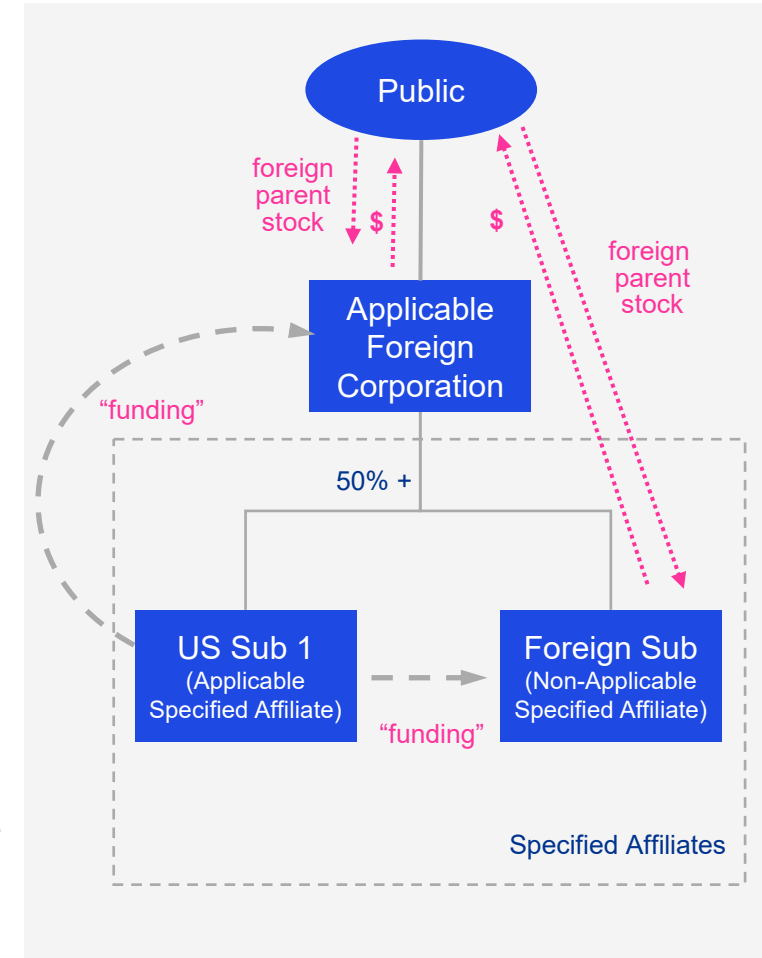 Public
foreign
parent
stock
$
$
foreign
parent
stock
Applicable
Foreign
Corporation
“funding”
50% +
US Sub 1
(Applicable
Specified Affiliate)
Foreign Sub
(Non-Applicable
Specified Affiliate)
“funding”
Specified Affiliates